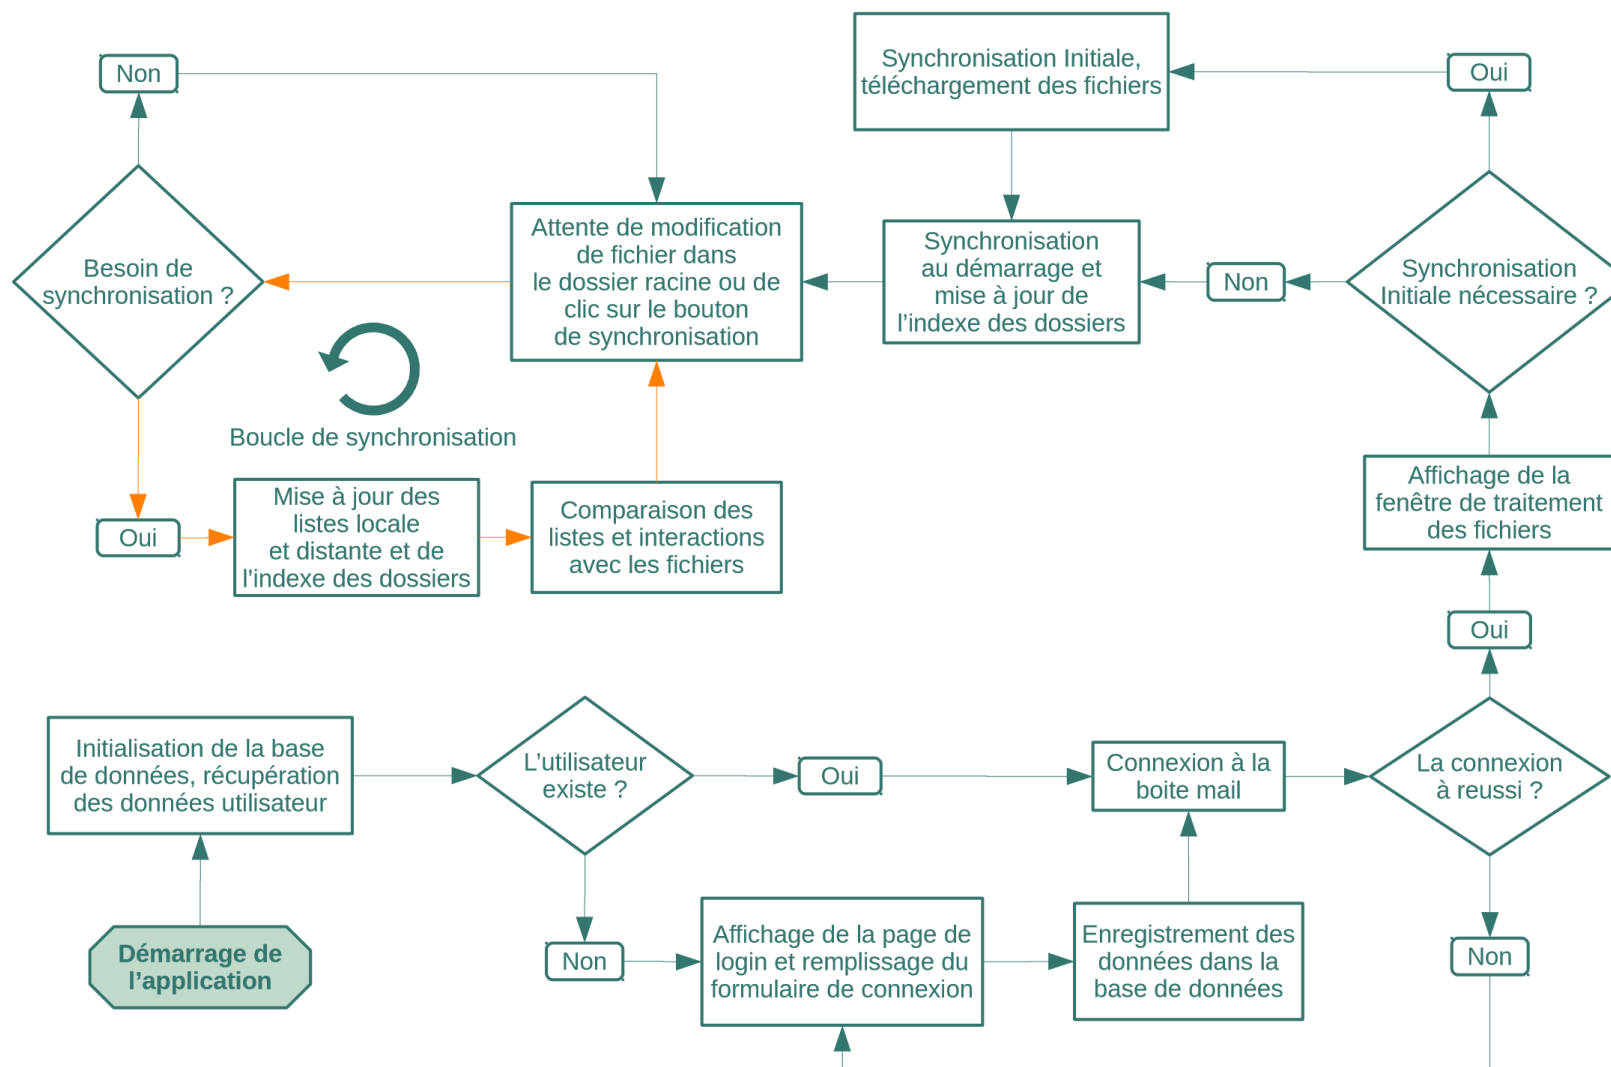 Non
Synchronisation Initiale,
téléchargement des fichiers
Oui
Besoin de
synchronisation ?
Attente de modification
de fichier dans
le dossier racine ou de
clic sur le bouton
de synchronisation
Synchronisation
au démarrage et
mise à jour de
l’indexe des dossiers
Non
Synchronisation
Initiale nécessaire ?
Boucle de synchronisation
Oui
Mise à jour des
listes locale
et distante et de
l’indexe des dossiers
Comparaison des
listes et interactions
avec les fichiers
Affichage de la
fenêtre de traitement
des fichiers
Oui
Initialisation de la base
de données, récupération
des données utilisateur
L’utilisateur
existe ?
Oui
Connexion à la
boite mail
La connexion
à reussi ?
Démarrage de
l’application
Non
Affichage de la page de
login et remplissage du
formulaire de connexion
Enregistrement des
données dans la
base de données
Non